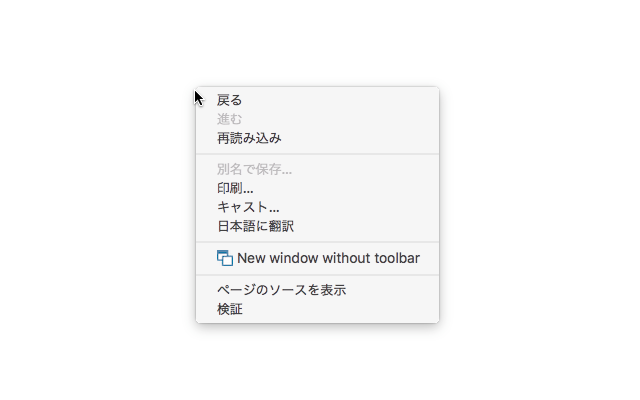 戻る
進む
再読み込み
別名で保存...
印刷...
キャスト...
日本語に翻訳
New window without toolbar
ページのソースを表示
検証